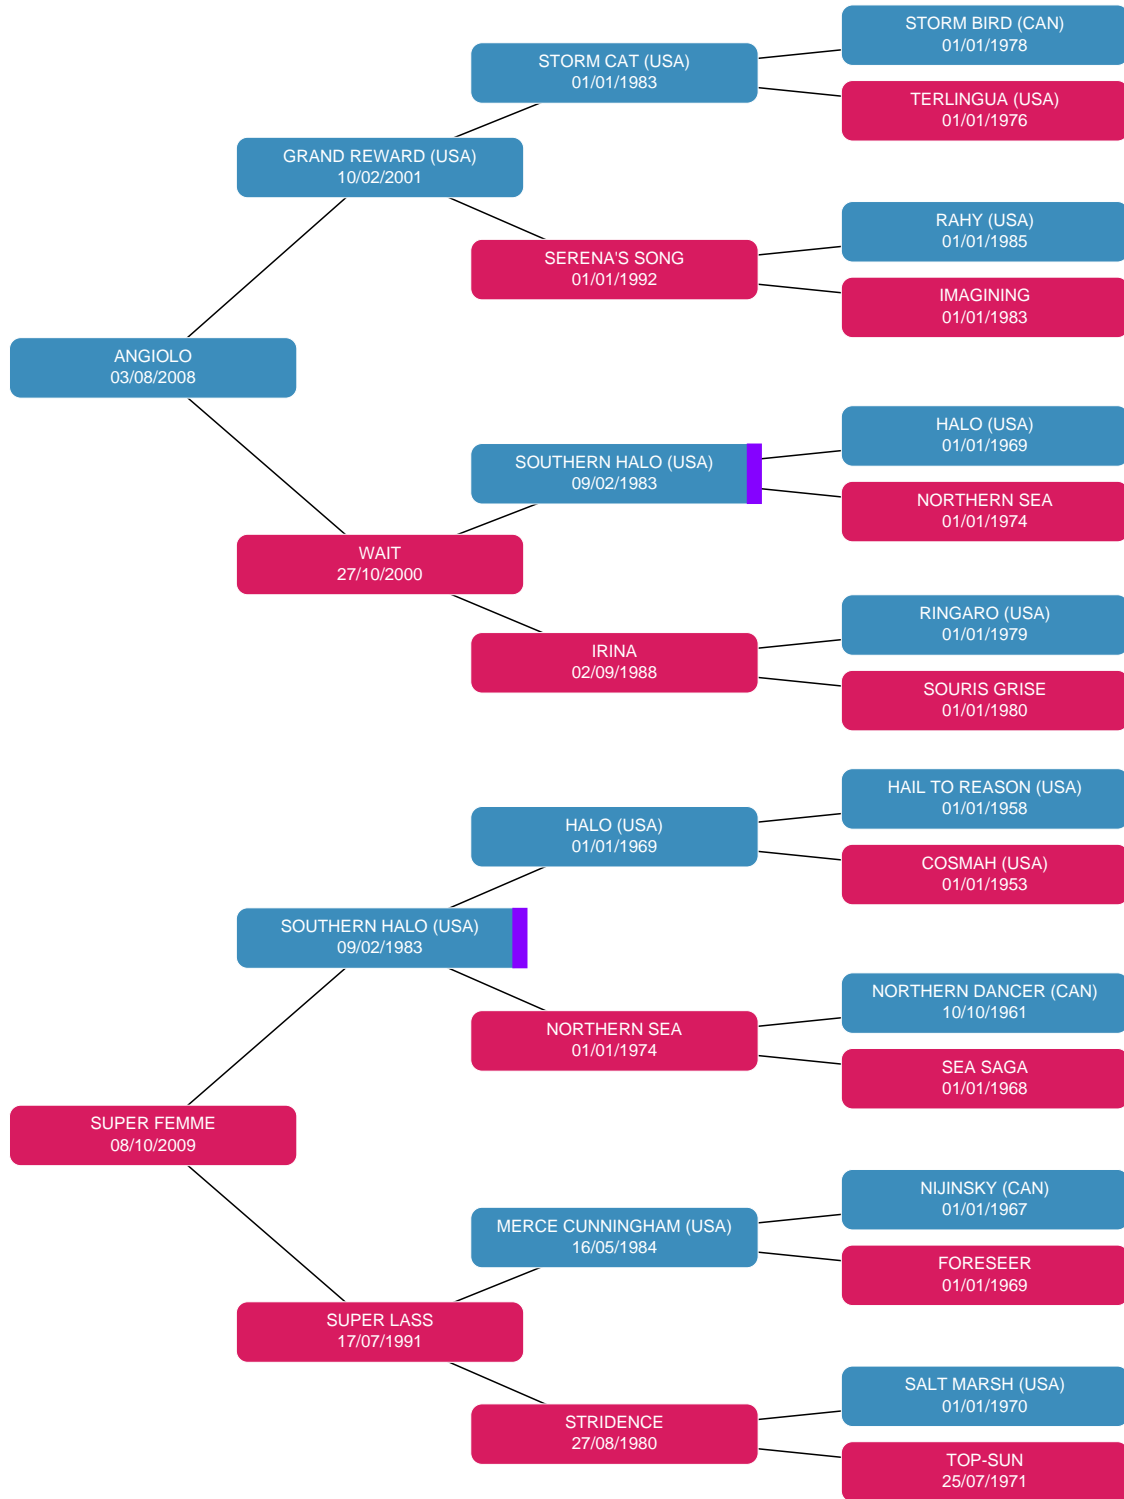 STORM BIRD (CAN)
01/01/1978
STORM CAT (USA)
01/01/1983
TERLINGUA (USA)
01/01/1976
GRAND REWARD (USA)
10/02/2001
RAHY (USA)
01/01/1985
SERENA'S SONG
01/01/1992
IMAGINING
01/01/1983
ANGIOLO
03/08/2008
HALO (USA)
01/01/1969
SOUTHERN HALO (USA)
09/02/1983
NORTHERN SEA
01/01/1974
WAIT
27/10/2000
RINGARO (USA)
01/01/1979
IRINA
02/09/1988
SOURIS GRISE
01/01/1980
HAIL TO REASON (USA)
01/01/1958
HALO (USA)
01/01/1969
COSMAH (USA)
01/01/1953
SOUTHERN HALO (USA)
09/02/1983
NORTHERN DANCER (CAN)
10/10/1961
NORTHERN SEA
01/01/1974
SEA SAGA
01/01/1968
SUPER FEMME
08/10/2009
NIJINSKY (CAN)
01/01/1967
MERCE CUNNINGHAM (USA)
16/05/1984
FORESEER
01/01/1969
SUPER LASS
17/07/1991
SALT MARSH (USA)
01/01/1970
STRIDENCE
27/08/1980
TOP-SUN
25/07/1971